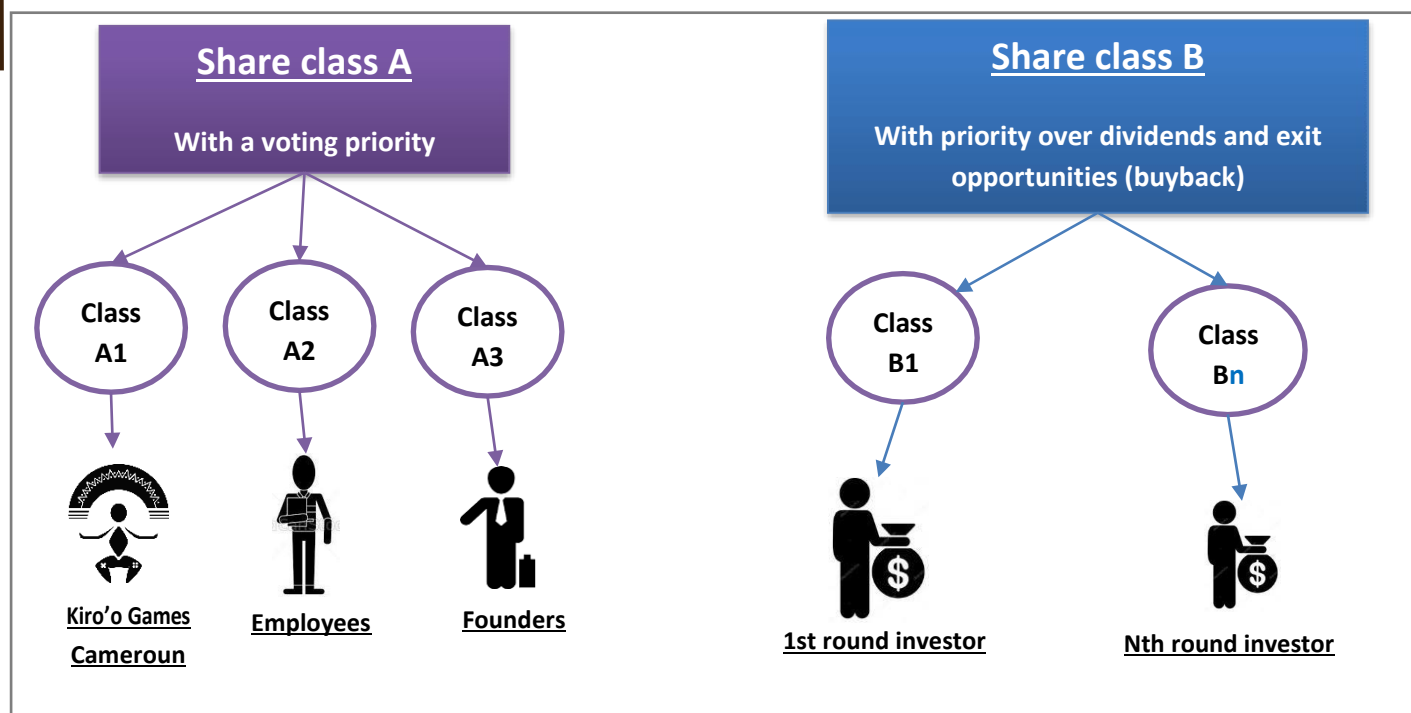 Share class A
With a voting priority
Share class B
With priority over dividends and exit
opportunities (buyback)
Class
A1
Class
A2
Class
A3
Class
B1
Class
Bn
$
$
Kiro'o Games
Cameroun
Employees
Founders
1st round investor
Nth round investor